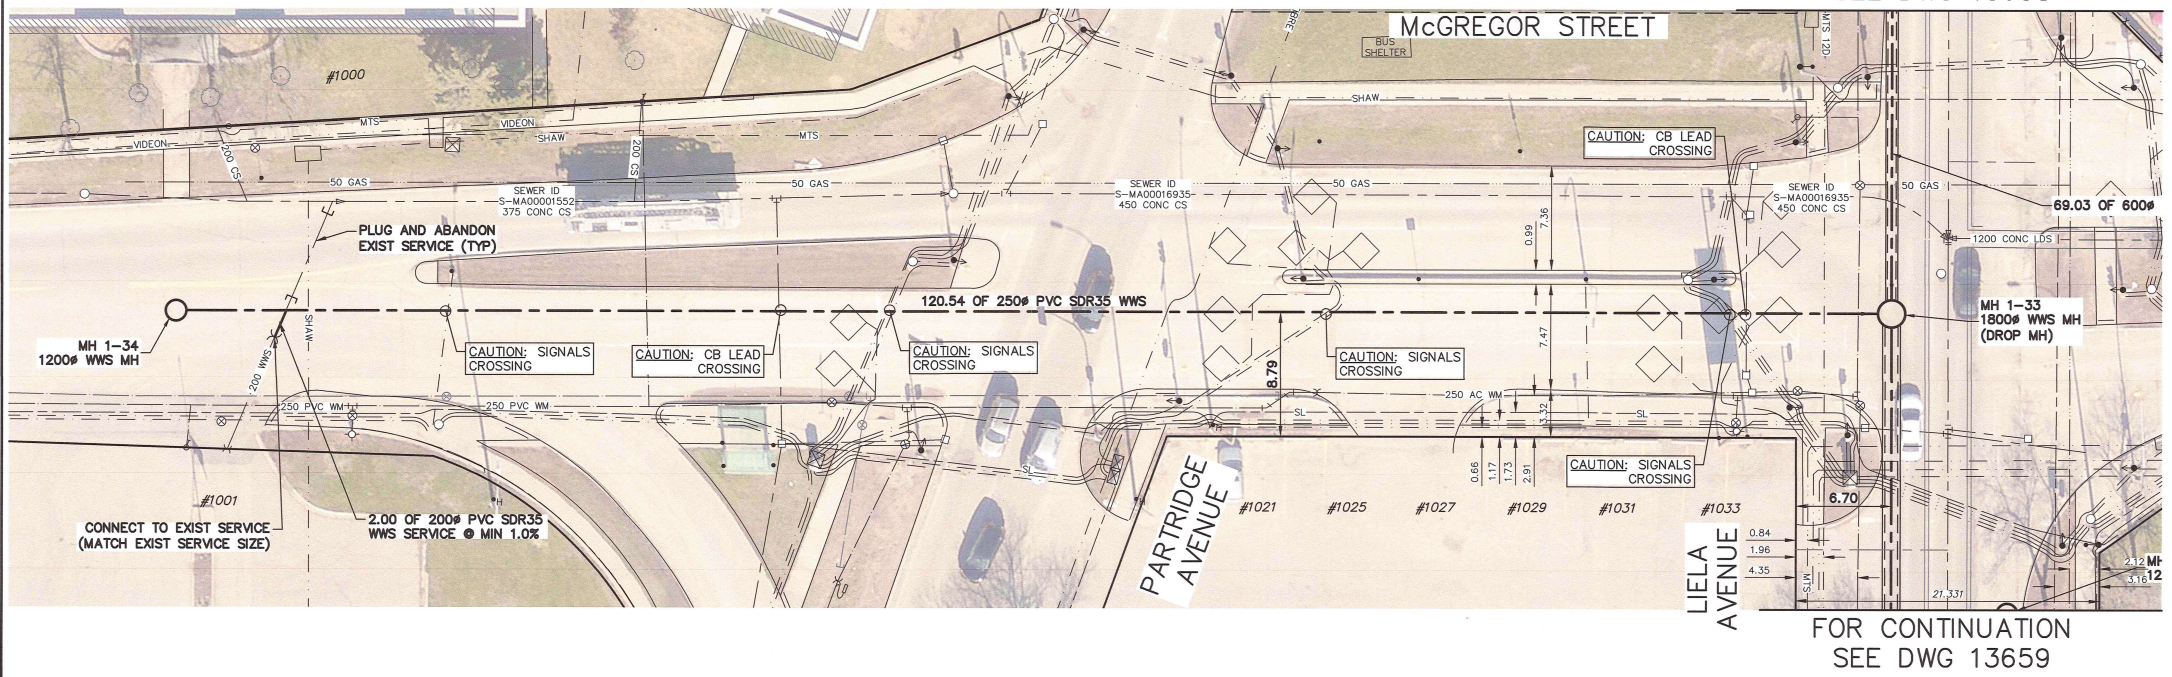 McGREGOR STREET
BUS
SHELTER
MTS 12D
#1000
MTS
VIDEON
SHAW
MTS
VIDEON
SHAW
200 CS
200 CS
CAUTION: CB LEAD
CROSSING
50 GAS
50 GAS
50 GAS
50 GAS
SEWER ID
S-MA00001552
375 CONC CS
SEWER ID
S-MA00016935
450 CONC CS
SEWER ID
S-MA00016935
450 CONC CS
69.03 OF 600ø
PLUG AND ABANDON
EXIST SERVICE (TYP)
0.99
7.36
1200 CONC LDS
120.54 OF 250ø PVC SDR35 WWS
MH 1-34
1200ø WWS MH
SHAW
200 WWS
CAUTION: SIGNALS
CROSSING
CAUTION: CB LEAD
CROSSING
CAUTION: SIGNALS
CROSSING
8.79
CAUTION: SIGNALS
CROSSING
7.47
MH 1-33
1800ø WWS MH
(DROP MH)
250 PVC WM
250 PVC WM
250 AC WM
SL
SL
SL
3.32
0.66
1.17
1.73
2.91
CAUTION: SIGNALS
CROSSING
6.70
#1001
#1021
#1025
#1027
#1029
#1031
#1033
CONNECT TO EXIST SERVICE
(MATCH EXIST SERVICE SIZE)
2.00 OF 200ø PVC SDR35
WWS SERVICE @ MIN 1.0%
PARTRIDGE
AVENUE
LIELA
AVENUE
0.84
1.96
4.35
MTS
21.331
2.12
3.16
MH
12
FOR CONTINUATION
SEE DWG 13659